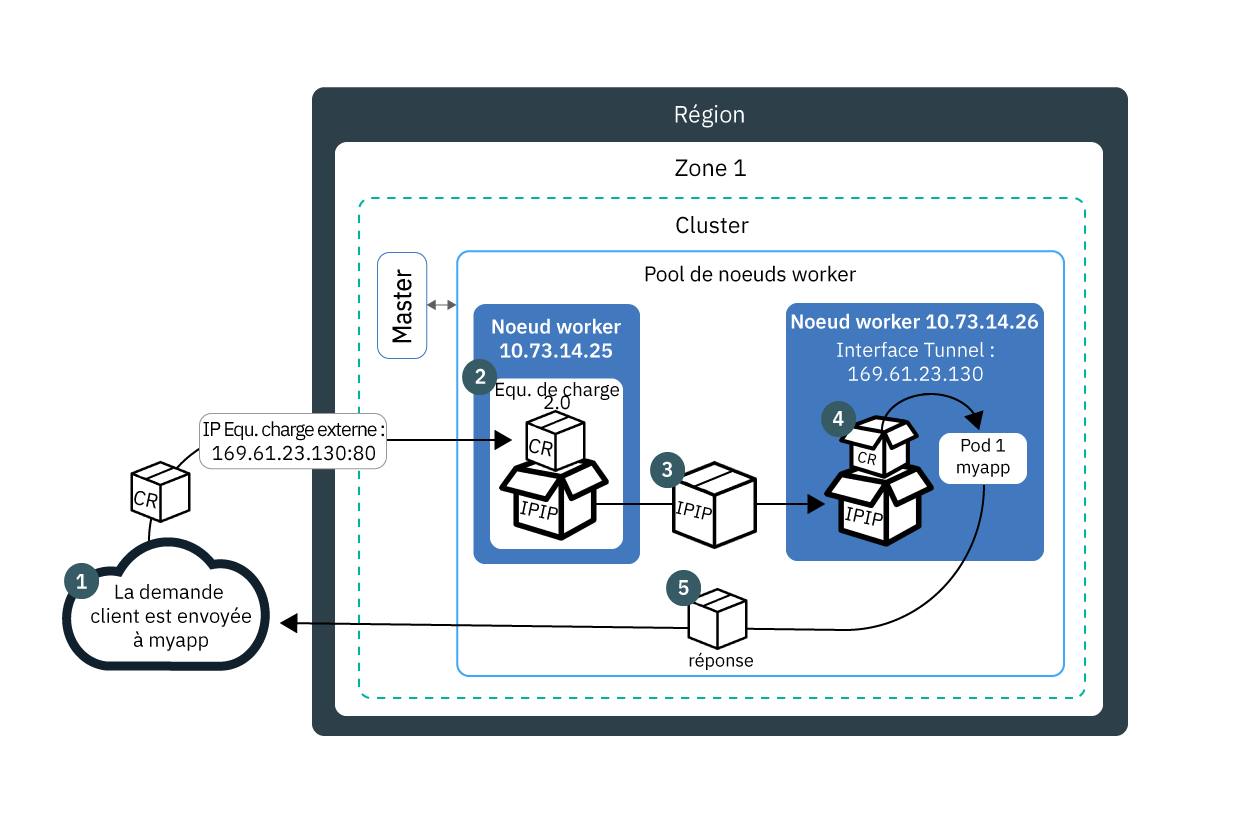 Région
Zone 1
Cluster
Master
Pool de noeuds worker
Noeud worker
10.73.14.25
2
Equ. de charge
2.0
CR
IPIP
3
IPIP
Noeud worker 10.73.14.26
Interface Tunnel :
169.61.23.130
4
CR
IPIP
Pod 1
myapp
IP Equ. charge externe :
169.61.23.130:80
CR
1
La demande
client est envoyée
à myapp
5
réponse